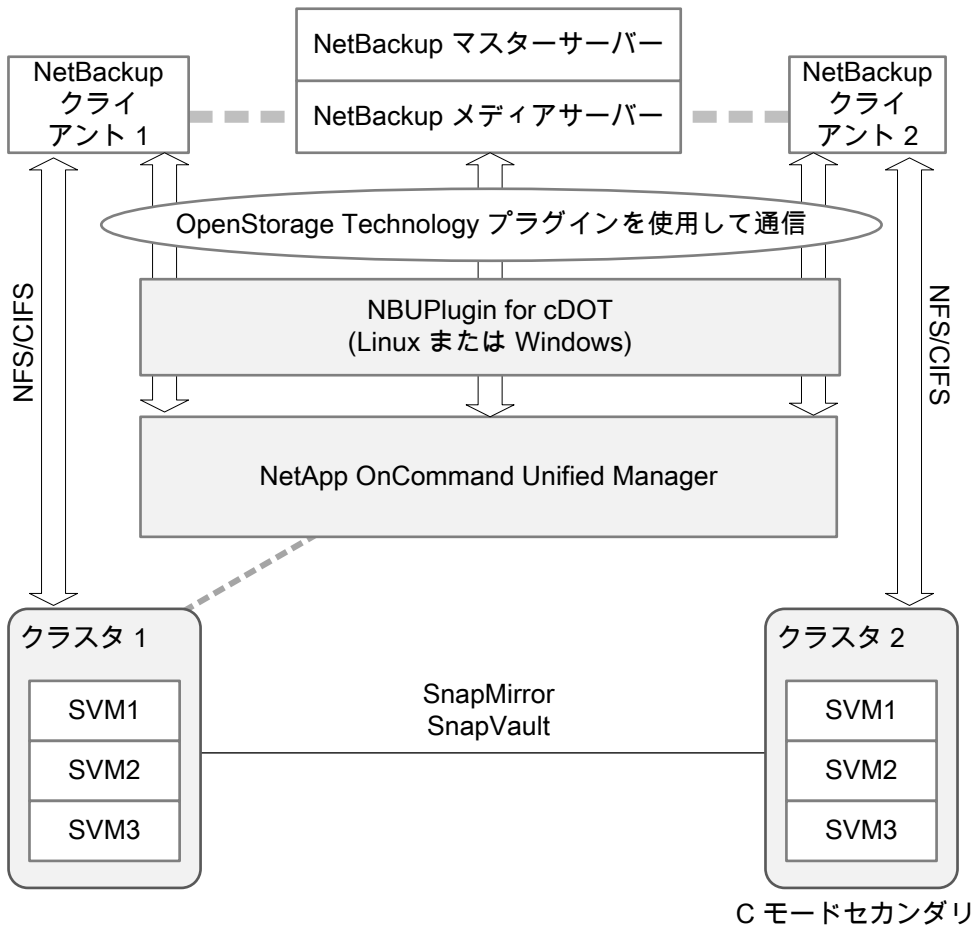 NetBackup マスターサーバー
NetBackup メディアサーバー
NetBackup
クライ
アント 1
NetBackup
クライ
アント 2
OpenStorage Technology プラグインを使用して通信
NBUPlugin for cDOT
(Linux または Windows)
NFS/CIFS
NFS/CIFS
NetApp OnCommand Unified Manager
クラスタ 1
SVM1
SVM2
SVM3
SnapMirror
SnapVault
クラスタ 2
SVM1
SVM2
SVM3
C モードセカンダリ